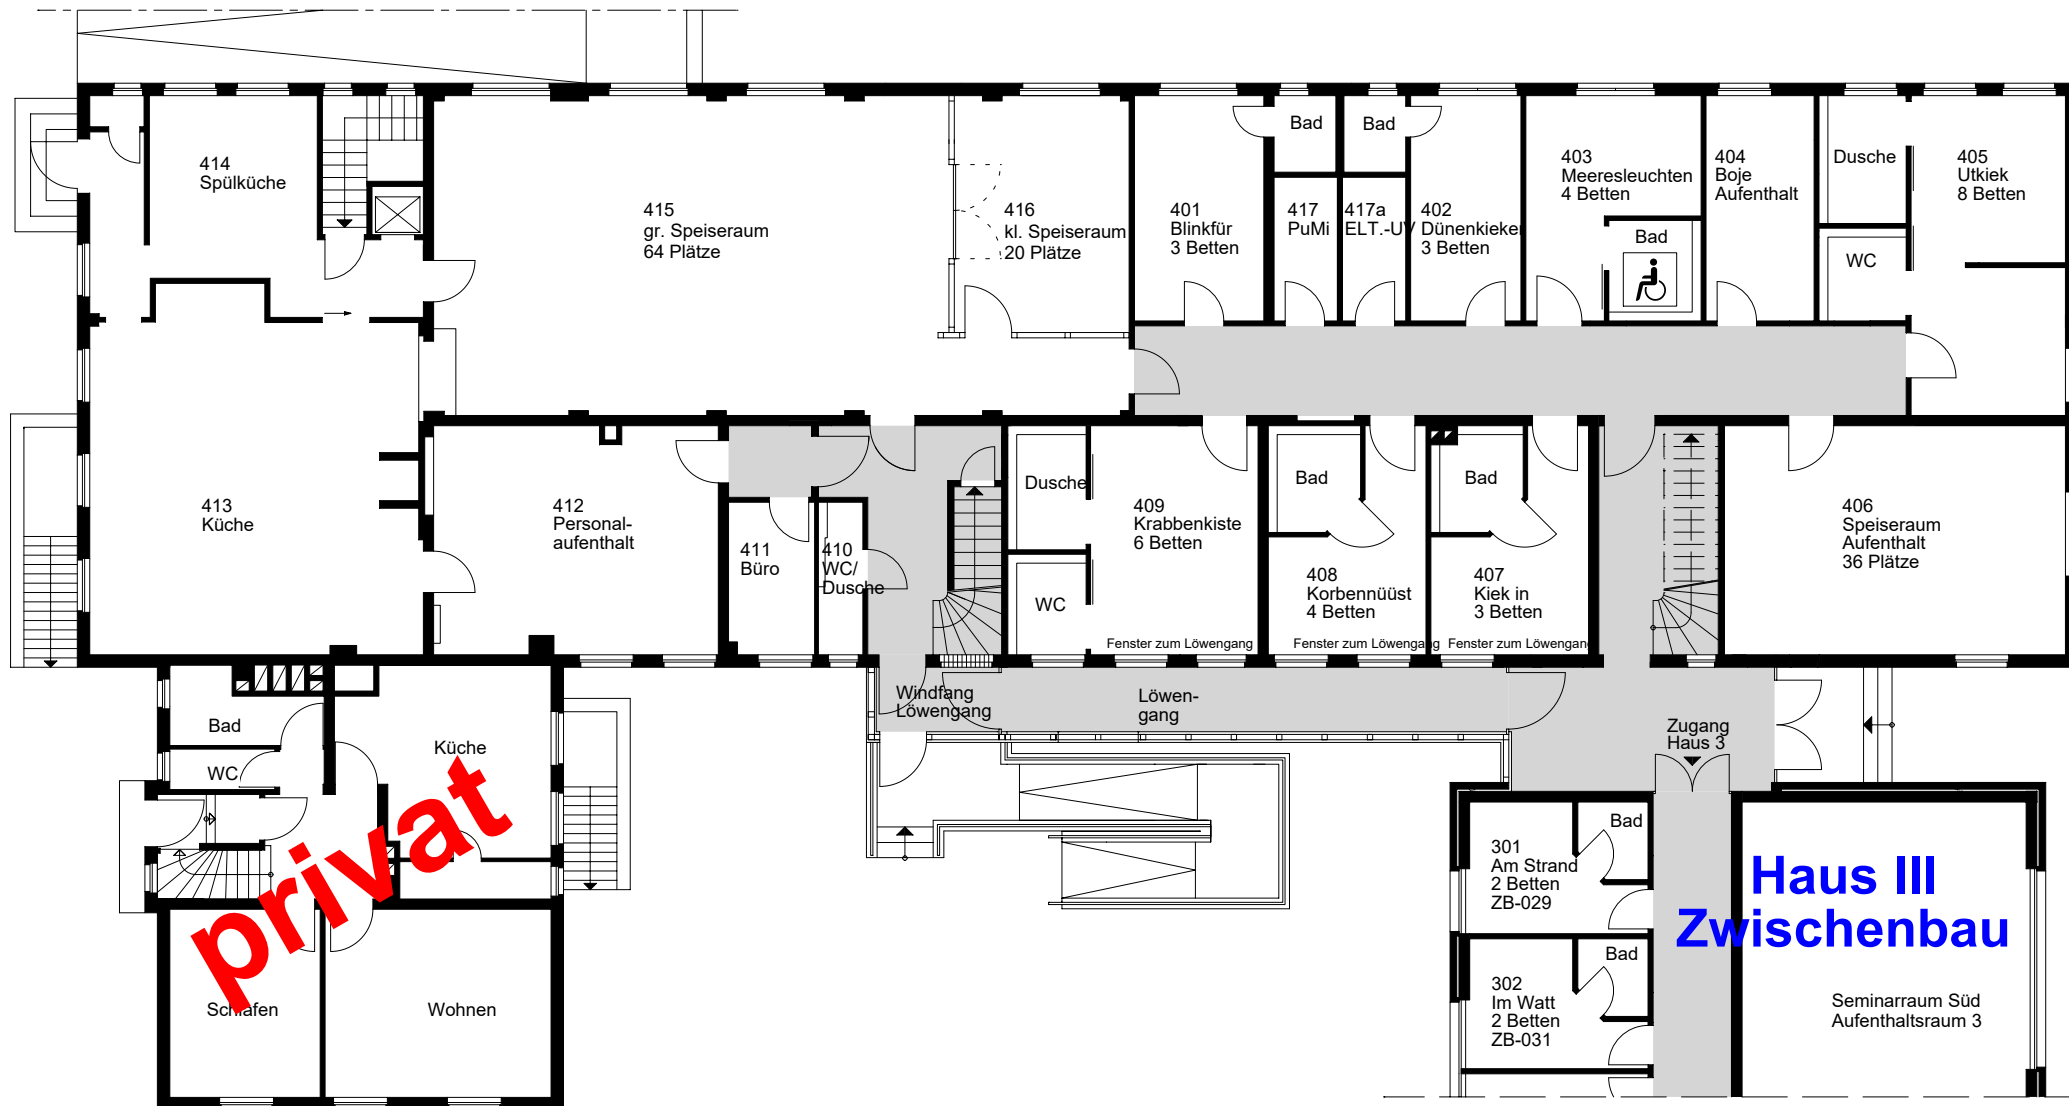 414
Spülküche
415
gr. Speiseraum
64 Plätze
416
kl. Speiseraum
20 Plätze
401
Blinkfür
3 Betten
Bad
417
PuMi
Bad
417a
ELT.-UV
402
Dünenkieker
3 Betten
403
Meeresleuchten
4 Betten
Bad
404
Boje
Aufenthalt
Dusche
WC
405
Utkiek
8 Betten
413
Küche
412
Personal-
aufenthalt
411
Büro
410
WC/
Dusche
Dusche
WC
409
Krabbenkiste
6 Betten
Fenster zum Löwengang
Bad
408
Korbennüüst
4 Betten
Fenster zum Löwengang
Bad
407
Kiek in
3 Betten
Fenster zum Löwengang
406
Speiseraum
Aufenthalt
36 Plätze
Windfang
Löwengang
Löwen-
gang
Zugang
Haus 3
Bad
WC
Küche
privat
Schlafen
Wohnen
301
Am Strand
2 Betten
ZB-029
Bad
302
Im Watt
2 Betten
ZB-031
Bad
Haus III
Zwischenbau
Seminarraum Süd
Aufenthaltsraum 3